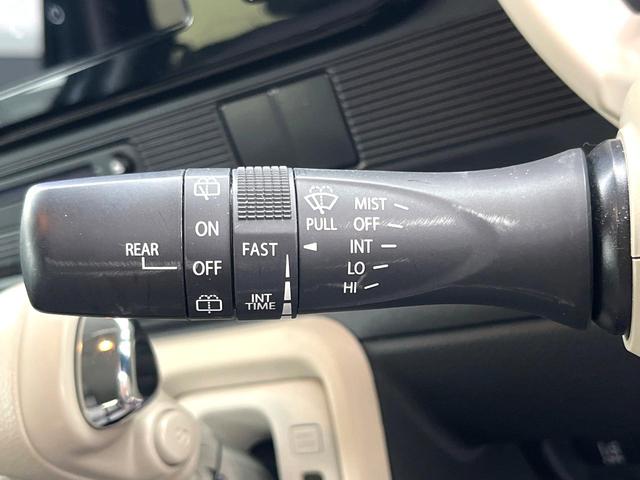 REAR
ON
OFF
FAST
INT
TIME
PULL
MIST
OFF
INT
LO
HI